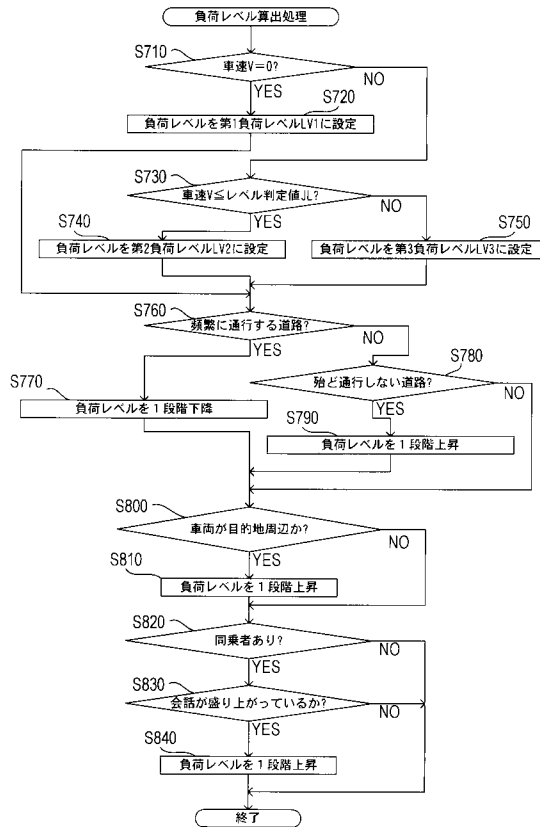 負荷レベル算出処理
S710
車速V=0?
NO
YES
S720
負荷レベルを第1負荷レベルLV1に設定
S730
車速V≦レベル判定値JL?
NO
YES
S740
S750
負荷レベルを第2負荷レベルLV2に設定
負荷レベルを第3負荷レベルLV3に設定
S760
頻繁に通行する道路?
NO
YES
S780
殆ど通行しない道路?
NO
YES
S770
負荷レベルを1段階下降
S790
負荷レベルを1段階上昇
S800
車両が目的地周辺か?
NO
YES
S810
負荷レベルを1段階上昇
S820
同乗者あり?
NO
YES
S830
会話が盛り上がっているか?
NO
YES
S840
負荷レベルを1段階上昇
終了